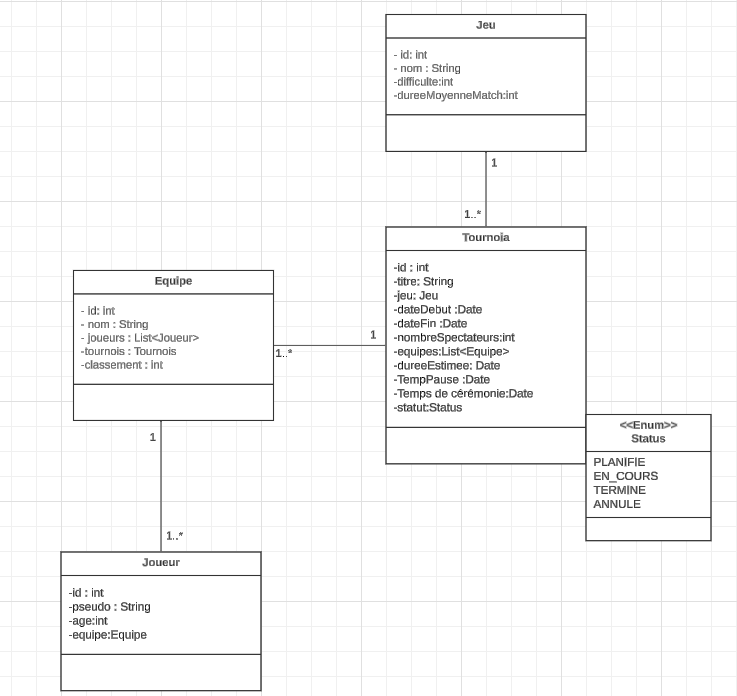 Jeu
- id: int
- nom : String
-difficulte:int
-dureeMoyenneMatch:int
1
1..*
Tournoia
-id : int
-titre: String
-jeu: Jeu
-dateDebut :Date
-dateFin :Date
-nombreSpectateurs:int
-equipes:List<Equipe>
-dureeEstimee: Date
-TempPause :Date
-Temps de cérémonie:Date
-statut:Status
Equipe
- id: int
- nom : String
- joueurs : List<Joueur>
-tournois : Tournois
-classement : int
1
1..*
<<Enum>>
Status
PLANIFIE
EN_COURS
TERMINE
ANNULE
1
1..*
Joueur
-id : int
-pseudo : String
-age:int
-equipe:Equipe